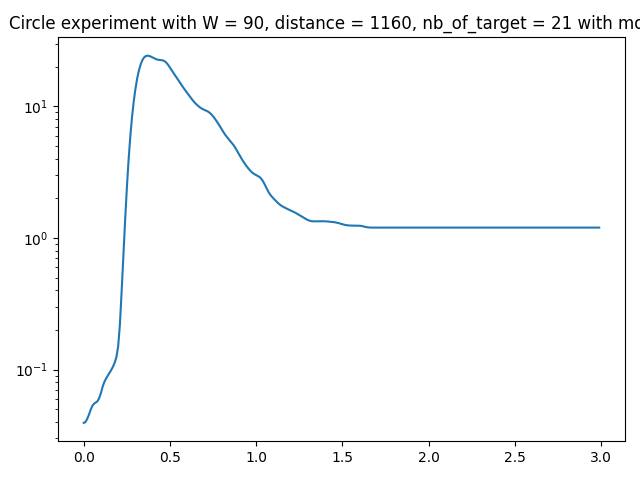 Circle experiment with W = 90, distance = 1160, nb_of_target = 21 with
10¹
10⁰
10⁻¹
0.0 0.5 1.0 1.5 2.0 2.5 3.0